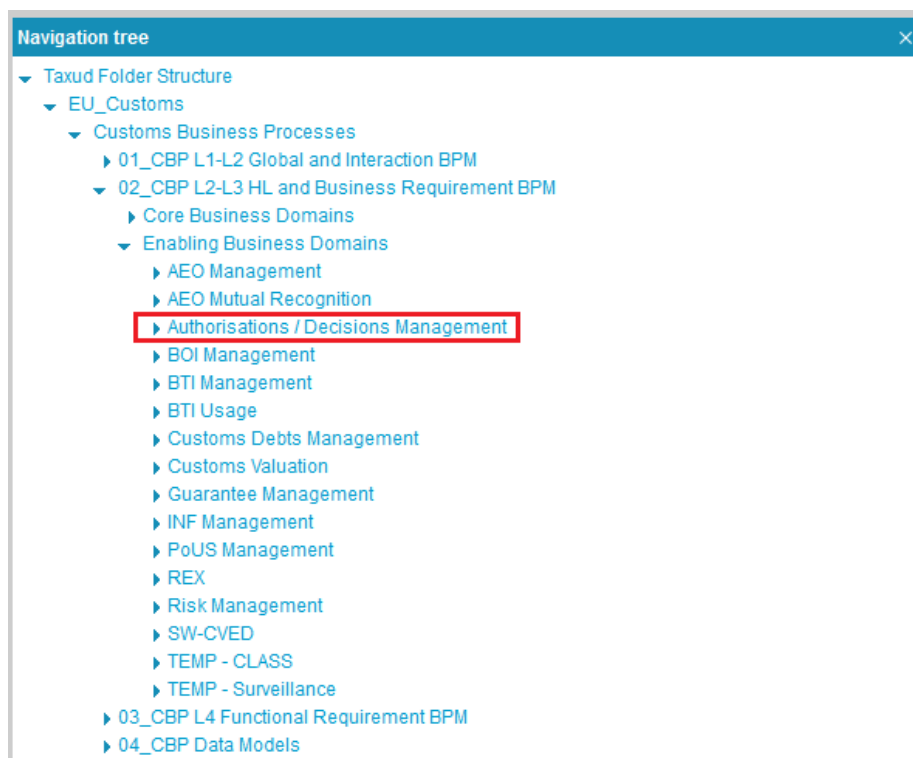 Navigation tree
Taxud Folder Structure
EU_Customs
Customs Business Processes
01_CBP L1-L2 Global and Interaction BPM
02_CBP L2-L3 HL and Business Requirement BPM
Core Business Domains
Enabling Business Domains
AEO Management
AEO Mutual Recognition
Authorisations / Decisions Management
BOI Management
BTI Management
BTI Usage
Customs Debts Management
Customs Valuation
Guarantee Management
INF Management
PoUS Management
REX
Risk Management
SW-CVED
TEMP - CLASS
TEMP - Surveillance
03_CBP L4 Functional Requirement BPM
04_CBP Data Models